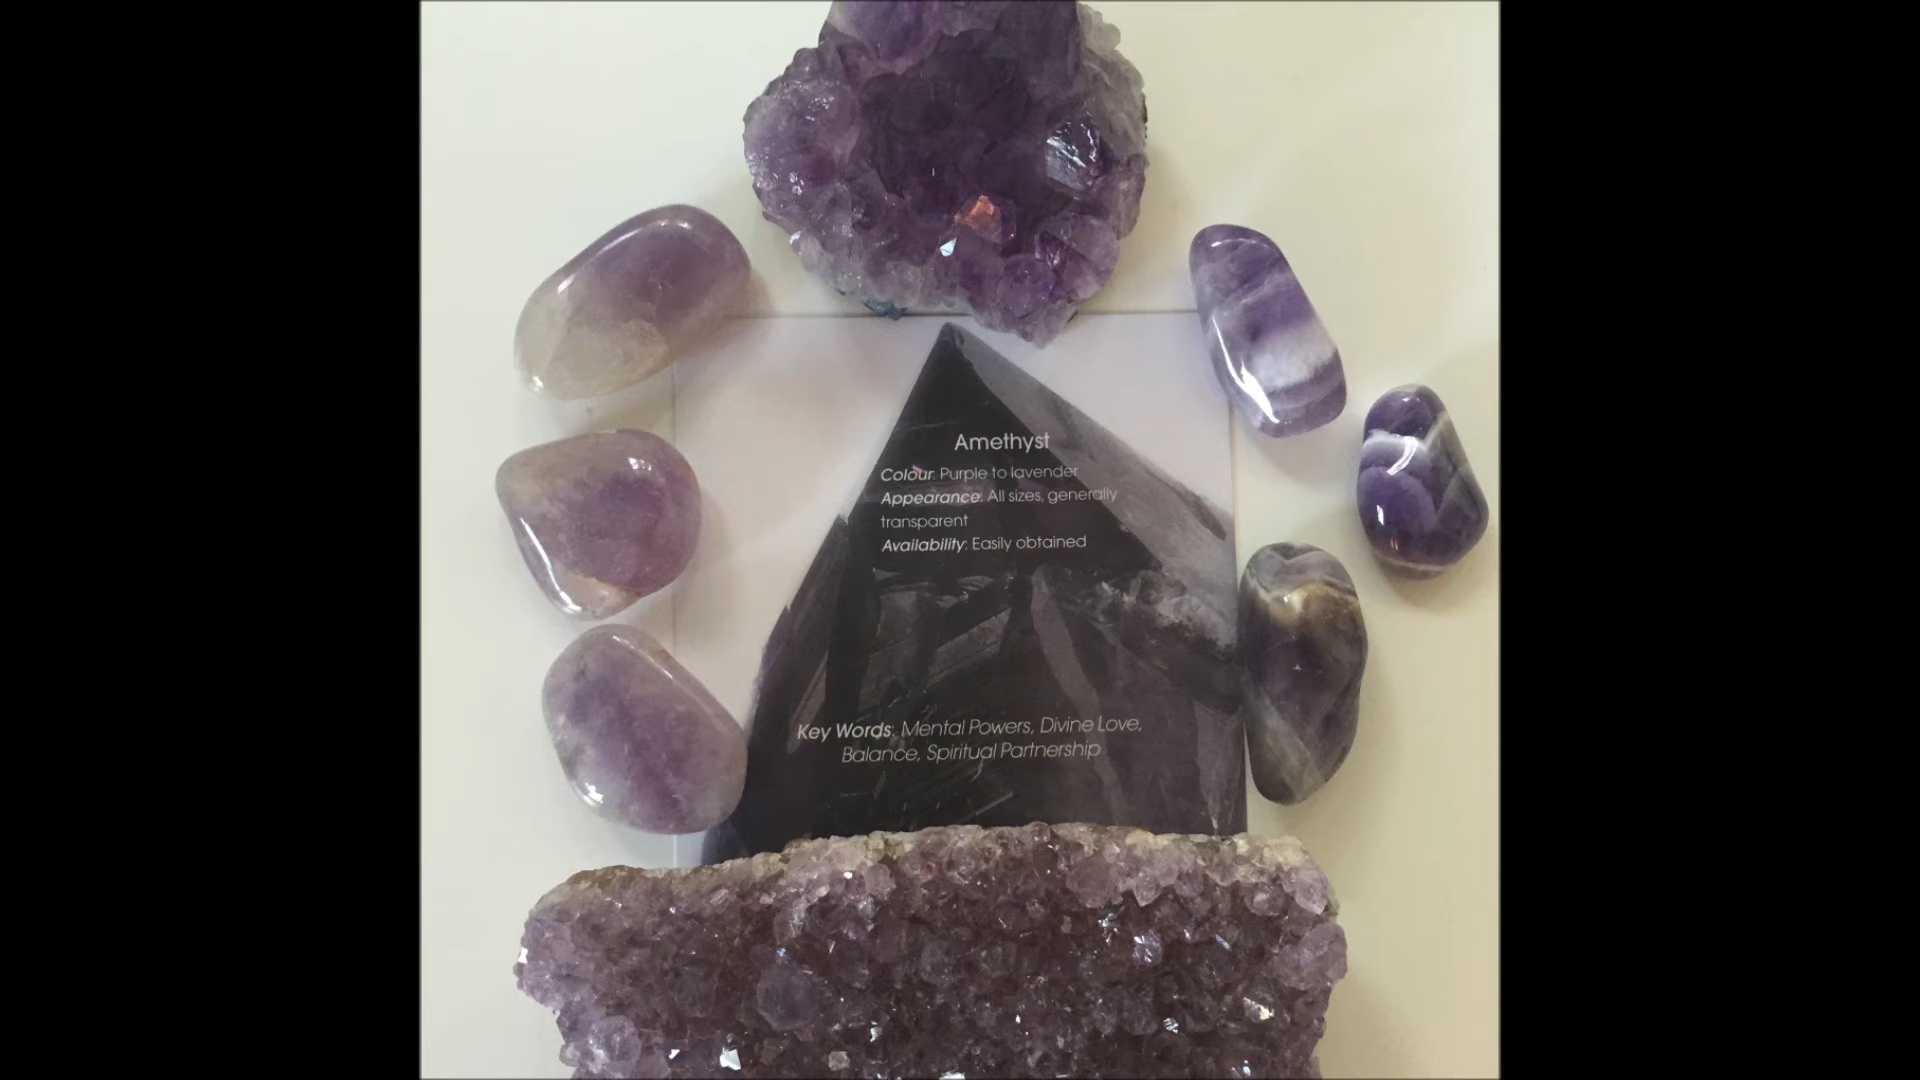 Amethyst
Colour: Purple to lavender
Appearance: All sizes, generally
transparent
Availability: Easily obtained
Key Words: Mental Powers, Divine Love,
Balance, Spiritual Partnership